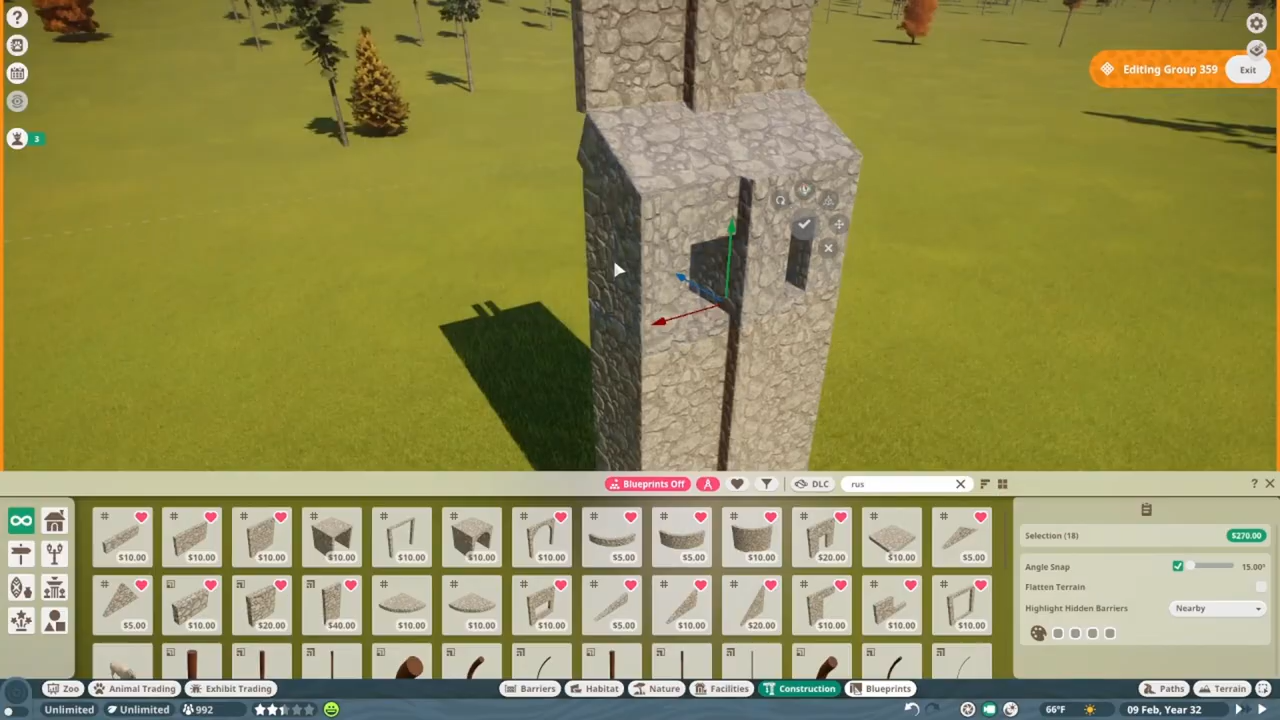 ?
Editing Group 359
Exit
3
Blueprints Off
DLC
rus
?
$10.00 $10.00 $10.00 $10.00 $10.00 $10.00 $10.00 $5.00 $5.00 $10.00 $20.00 $10.00 $5.00
$5.00 $10.00 $20.00 $40.00 $10.00 $10.00 $10.00 $5.00 $10.00 $20.00 $10.00 $10.00 $10.00
Selection (18)
$270.00
Angle Snap
15.00°
Flatten Terrain
Highlight Hidden Barriers
Nearby
Zoo
Animal Trading
Exhibit Trading
Barriers
Habitat
Nature
Facilities
Construction
Blueprints
Paths
Terrain
Unlimited
Unlimited
992
66°F
09 Feb, Year 32